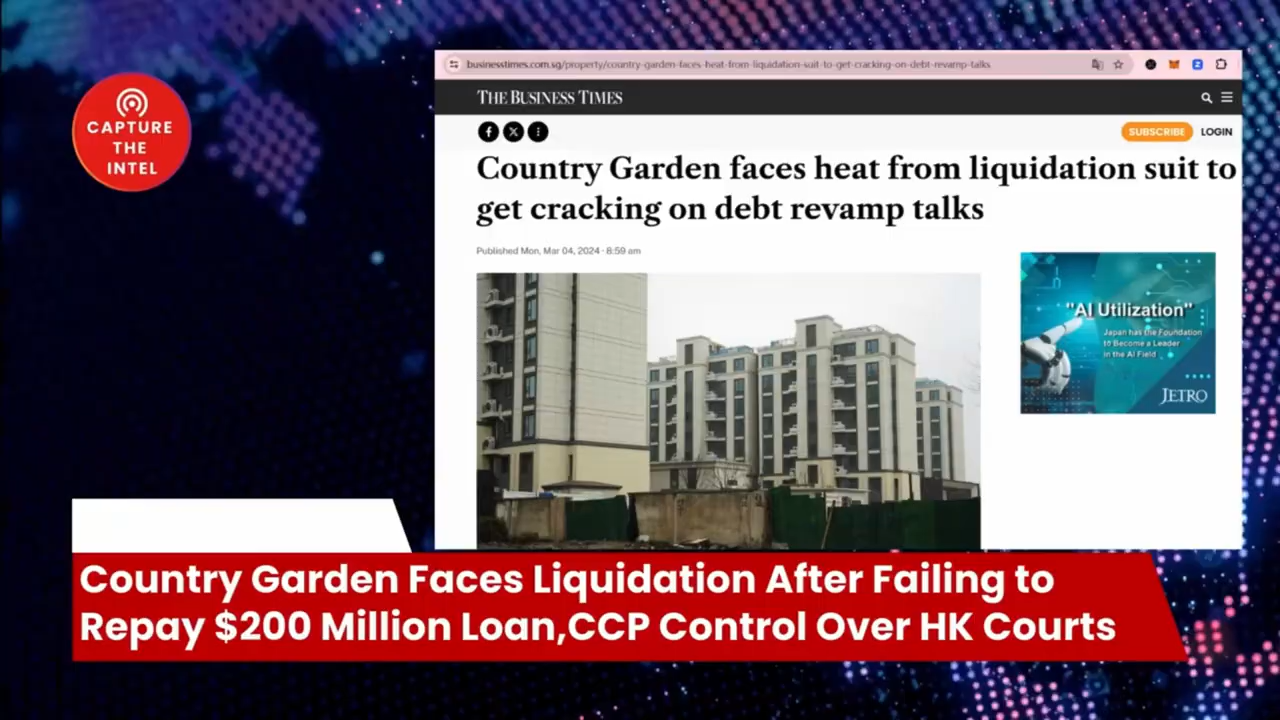 CAPTURE
THE
INTEL
businesstimes.com.sg/property/country-garden-faces-heat-from-liquidation-suit-to-get-cracking-on-debt-revamp-talks
THE BUSINESS TIMES
SUBSCRIBE LOGIN
Country Garden faces heat from liquidation suit to
get cracking on debt revamp talks
Published Mon, Mar 04, 2024 · 8:59 am
"AI Utilization"
Japan has the Foundation
to Become a Leader
in the AI Field
JETRO
Country Garden Faces Liquidation After Failing to
Repay $200 Million Loan,CCP Control Over HK Courts